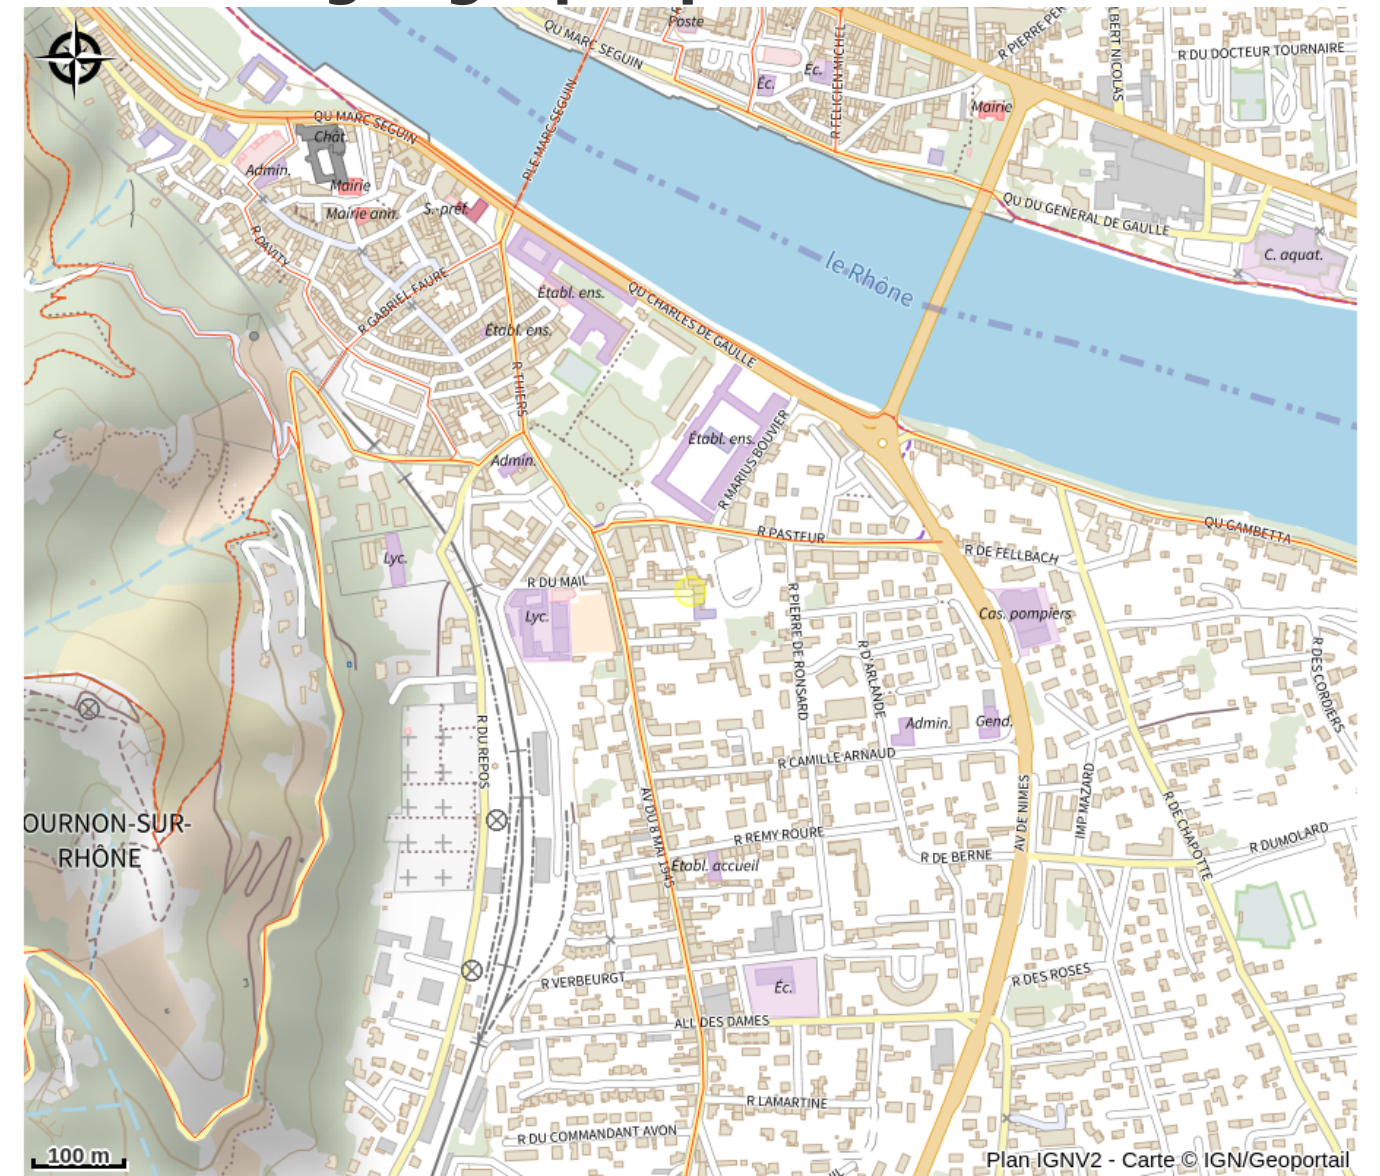 Poste
QU MARC SEGUIN
Éc.
Éc.
R FELICIEN MICHEL
R PIERRE PER
LBERT NICOLAS
R DU DOCTEUR TOURNAIRE
Mairie
QU MARC SEGUIN
PLE MARC SEGUIN
Chât.
Admin.
Mairie
Mairie ann.
S.-préf.
QU DU GENERAL DE GAULLE
C. aquat.
R DAVITY
le Rhône
R GABRIEL FAURE
Établ. ens.
QU CHARLES DE GAULLE
Établ. ens.
R THIERS
Établ. ens.
R MARIUS BOUVIER
Admin.
QU GAMBETTA
R PASTEUR
R DE FELLBACH
Lyc.
R DU MAIL
Lyc.
R PIERRE DE RONSARD
Cas. pompiers
R D'ARLANDE
R DES CORDIERS
Admin.
Gend.
R DU REPOS
R CAMILLE ARNAUD
AV DU 8 MAI 1945
AV DE NIMES
IMP MAZARD
R DE CHAPOTTE
OURNON-SUR-
RHÔNE
R REMY ROURE
R DUMOLARD
R DE BERNE
Établ. accueil
R VERBEURGT
Éc.
R DES ROSES
ALL DES DAMES
R LAMARTINE
R DU COMMANDANT AVON
100 m
Plan IGNV2 - Carte © IGN/Geoportail